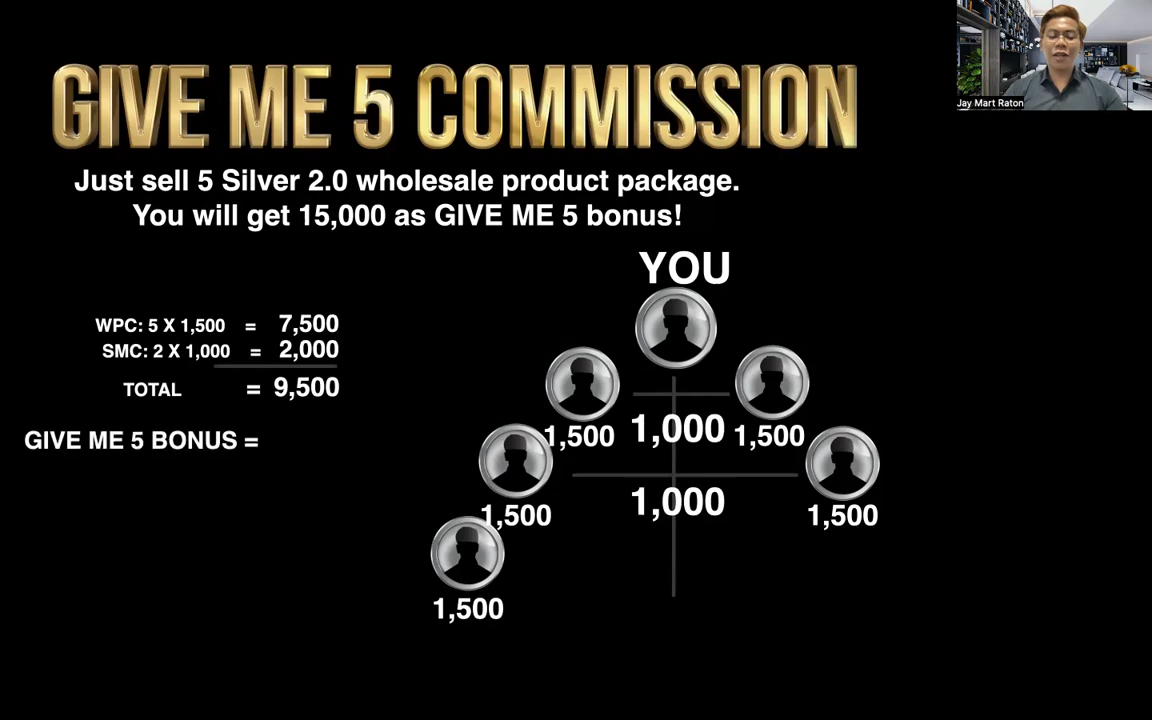 GIVE ME 5 COMMISSION
Jay Mart Raton
Just sell 5 Silver 2.0 wholesale product package.
You will get 15,000 as GIVE ME 5 bonus!
YOU
WPC: 5 X 1,500 = 7,500
SMC: 2 X 1,000 = 2,000
TOTAL = 9,500
GIVE ME 5 BONUS =
1,500 1,000 1,500
1,500 1,000 1,500
1,500